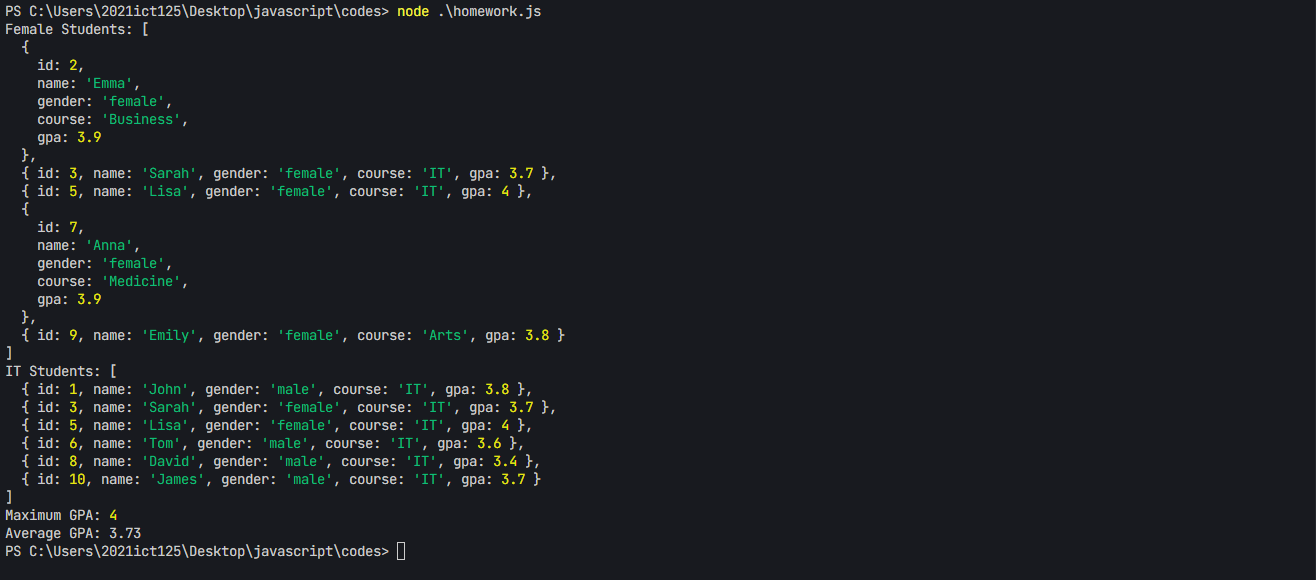 PS C:\Users\2021ict125\Desktop\javascript\codes> node .\homework.js
Female Students: [
  {
    id: 2,
    name: 'Emma',
    gender: 'female',
    course: 'Business',
    gpa: 3.9
  },
  { id: 3, name: 'Sarah', gender: 'female', course: 'IT', gpa: 3.7 },
  { id: 5, name: 'Lisa', gender: 'female', course: 'IT', gpa: 4 },
  {
    id: 7,
    name: 'Anna',
    gender: 'female',
    course: 'Medicine',
    gpa: 3.9
  },
  { id: 9, name: 'Emily', gender: 'female', course: 'Arts', gpa: 3.8 }
]
IT Students: [
  { id: 1, name: 'John', gender: 'male', course: 'IT', gpa: 3.8 },
  { id: 3, name: 'Sarah', gender: 'female', course: 'IT', gpa: 3.7 },
  { id: 5, name: 'Lisa', gender: 'female', course: 'IT', gpa: 4 },
  { id: 6, name: 'Tom', gender: 'male', course: 'IT', gpa: 3.6 },
  { id: 8, name: 'David', gender: 'male', course: 'IT', gpa: 3.4 },
  { id: 10, name: 'James', gender: 'male', course: 'IT', gpa: 3.7 }
]
Maximum GPA: 4
Average GPA: 3.73
PS C:\Users\2021ict125\Desktop\javascript\codes>